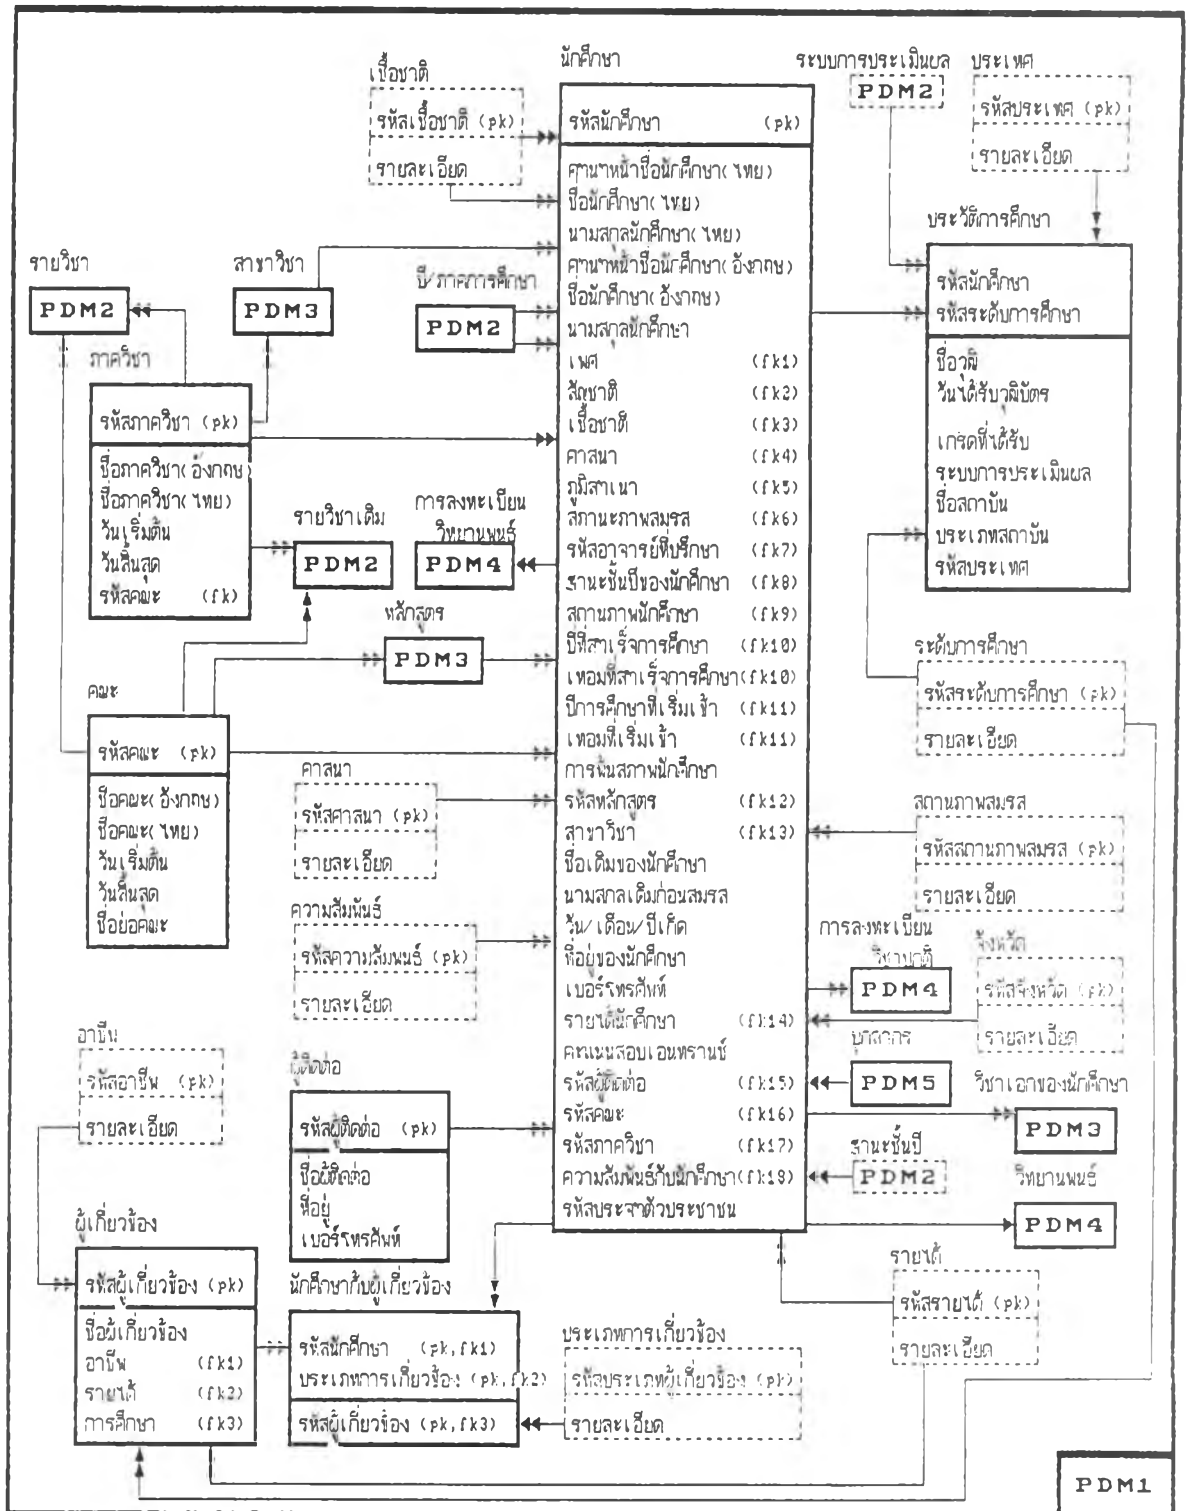 เชื้อชาติ
รหัสเชื้อชาติ (pk)
รายละเอียด
นักศึกษา
รหัสนักศึกษา (pk)
คำนำหน้าชื่อนักศึกษา(ไทย)
ชื่อนักศึกษา(ไทย)
นามสกุลนักศึกษา(ไทย)
คำนำหน้าชื่อนักศึกษา(อังกฤษ)
ชื่อนักศึกษา(อังกฤษ)
นามสกุลนักศึกษา
เพศ (fk1)
สัญชาติ (fk2)
เชื้อชาติ (fk3)
ศาสนา (fk4)
ภูมิลำเนา (fk5)
สภานะภาพสมรส (fk6)
รหัสอาจารย์ที่ปรึกษา (fk7)
ฐานะชั้นปีของนักศึกษา (fk8)
สถานภาพนักศึกษา (fk9)
ปีที่สำเร็จการศึกษา (fk10)
เทอมที่สำเร็จการศึกษา(fk10)
ปีการศึกษาที่เริ่มเข้า (fk11)
เทอมที่เริ่มเข้า (fk11)
การพ้นสภาพนักศึกษา
รหัสหลักสูตร (fk12)
สาขาวิชา (fk13)
ชื่อเดิมของนักศึกษา
นามสกุลเดิมก่อนสมรส
วัน/เดือน/ปีเกิด
ที่อยู่ของนักศึกษา
เบอร์โทรศัพท์
รายได้นักศึกษา (fk14)
คะแนนสอบเอนทรานซ์
รหัสผู้ติดต่อ (fk15)
รหัสคณะ (fk16)
รหัสภาควิชา (fk17)
ความสัมพันธ์กับนักศึกษา(fk18)
รหัสประจำตัวประชาชน
ระบบการประเมินผล
PDM2
ประเทศ
รหัสประเทศ (pk)
รายละเอียด
ประวัติการศึกษา
รหัสนักศึกษา
รหัสระดับการศึกษา
ชื่อวุฒิ
วันได้รับวุฒิบัตร
เกรดที่ได้รับ
ระบบการประเมินผล
ชื่อสถาบัน
ประเภทสถาบัน
รหัสประเทศ
รายวิชา
PDM2
สาขาวิชา
PDM3
ปี/ภาคการศึกษา
PDM2
ภาควิชา
รหัสภาควิชา (pk)
ชื่อภาควิชา(อังกฤษ)
ชื่อภาควิชา(ไทย)
วันเริ่มต้น
วันสิ้นสุด
รหัสคณะ (fk)
รายวิชาเดิม
PDM2
การลงทะเบียน
วิทยานพนธ์
PDM4
หลักสูตร
PDM3
คณะ
รหัสคณะ (pk)
ชื่อคณะ(อังกฤษ)
ชื่อคณะ(ไทย)
วันเริ่มต้น
วันสิ้นสุด
ชื่อย่อคณะ
ระดับการศึกษา
รหัสระดับการศึกษา (pk)
รายละเอียด
ศาสนา
รหัสศาสนา (pk)
รายละเอียด
สถานภาพสมรส
รหัสสถานภาพสมรส (pk)
รายละเอียด
ความสัมพันธ์
รหัสความสัมพนธ์ (pk)
รายละเอียด
การลงทะเบียน
PDM4
จังหวัด
รหัสจังหวัด (pk)
รายละเอียด
บุคลากร
PDM5
วิชาเอกของนักศึกษา
PDM3
ฐานะชั้นปี
PDM2
วิทยานพนธ์
PDM4
อาชีพ
รหัสอาชีพ (pk)
รายละเอียด
ผู้ติดต่อ
รหัสผู้ติดต่อ (pk)
ชื่อผู้ติดต่อ
ที่อยู่
เบอร์โทรศัพท์
ผู้เกี่ยวข้อง
รหัสผู้เกี่ยวข้อง (pk)
ชื่อผู้เกี่ยวข้อง
อาชีพ (fk1)
รายได้ (fk2)
การศึกษา (fk3)
นักศึกษากับผู้เกี่ยวข้อง
รหัสนักศึกษา (pk,fk1)
ประเภทการเกี่ยวข้อง (pk,fk2)
รหัสผู้เกี่ยวข้อง (pk,fk3)
ประเภทการเกี่ยวข้อง
รหัสประเภทผู้เกี่ยวข้อง (pk)
รายละเอียด
รายได้
รหัสรายได้ (pk)
รายละเอียด
PDM1